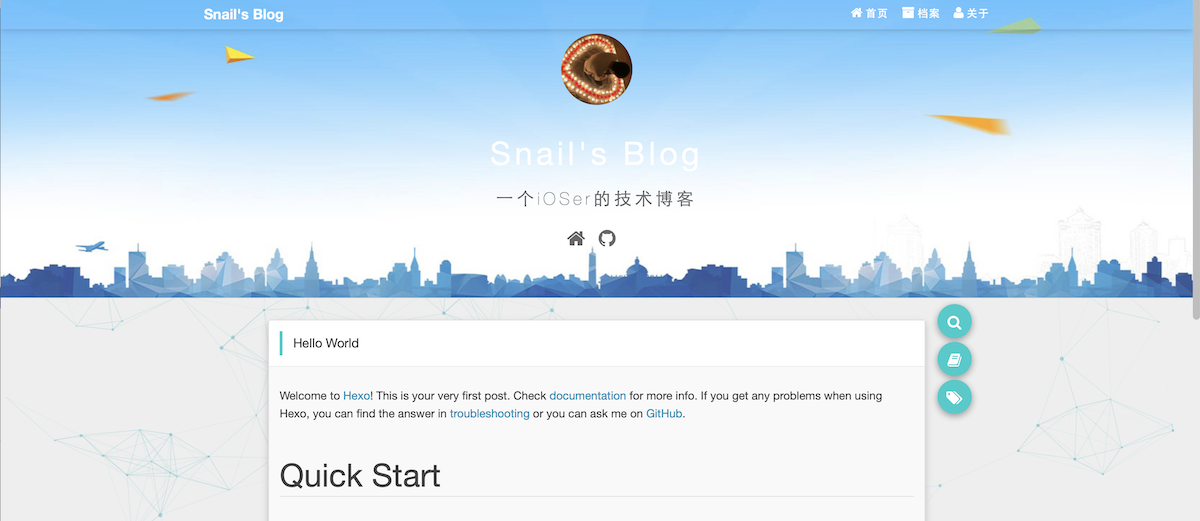 Snail's Blog
首页 档案 关于
Snail's Blog
一个iOSer的技术博客
Hello World
Welcome to Hexo! This is your very first post. Check documentation for more info. If you get any problems when using
Hexo, you can find the answer in troubleshooting or you can ask me on GitHub.
Quick Start